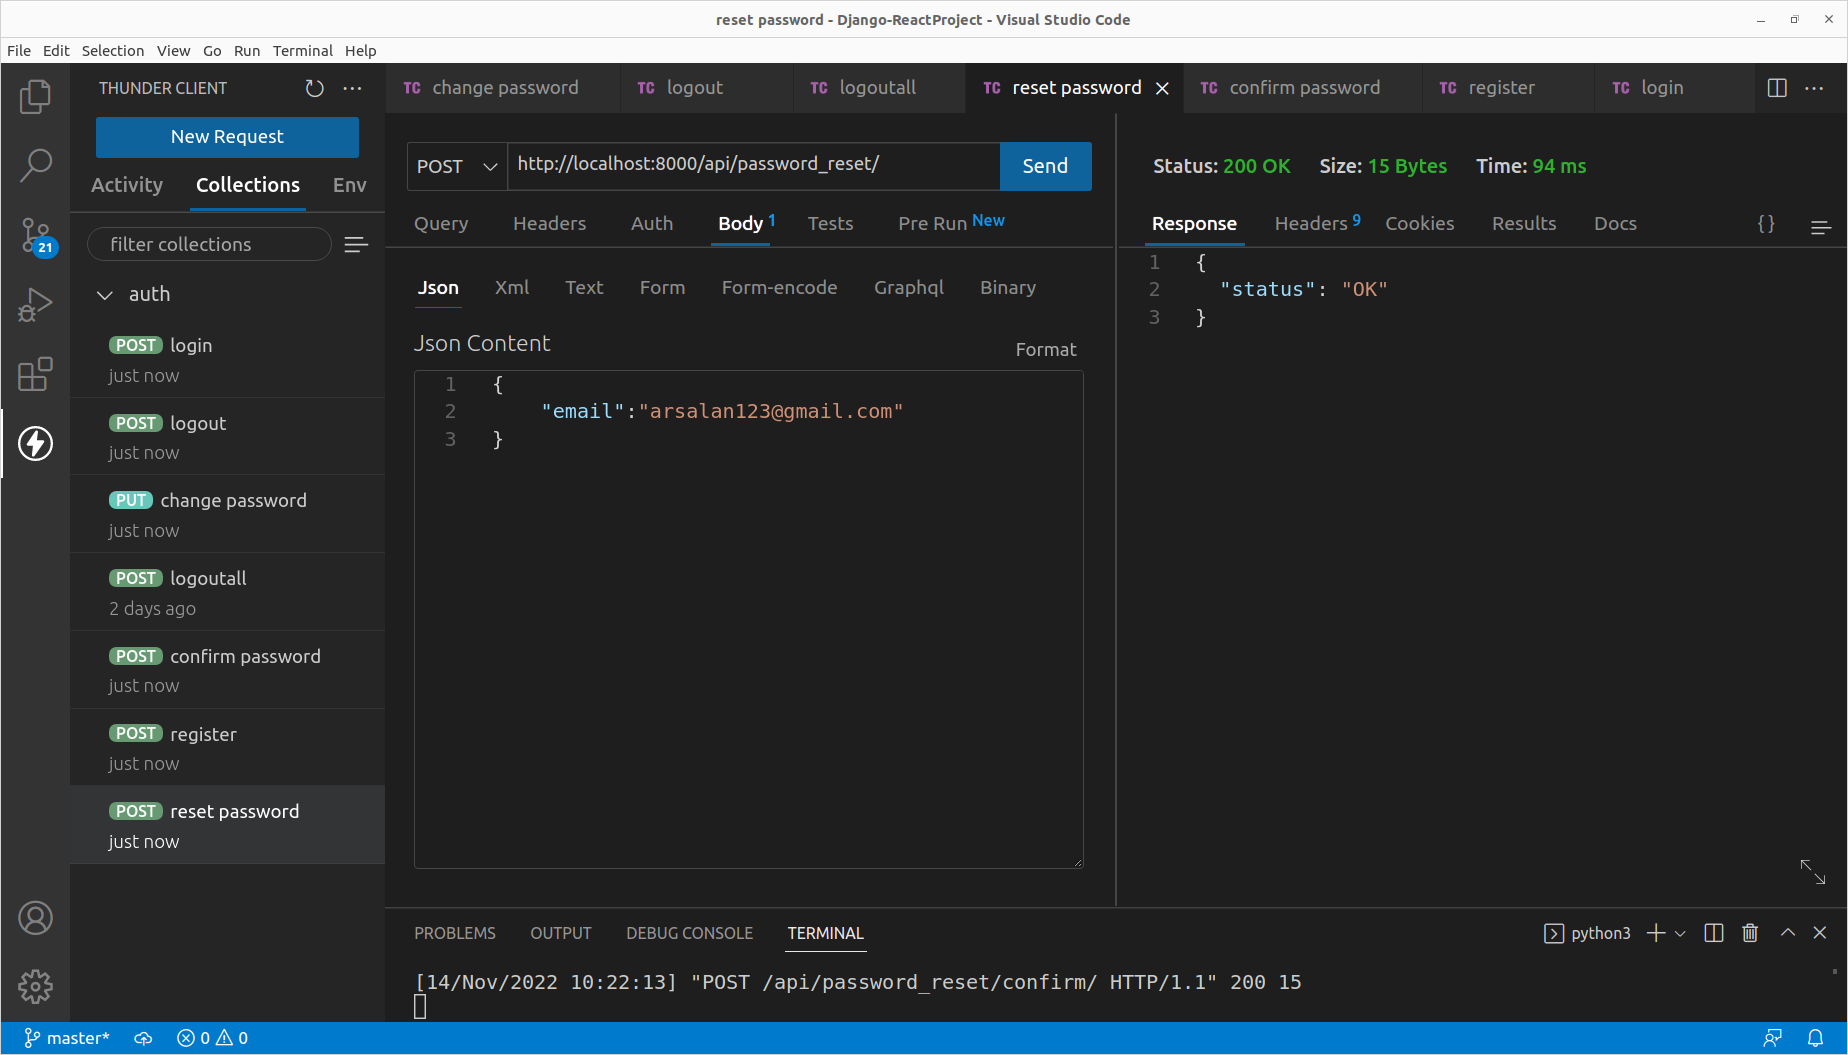 reset password - Django-ReactProject - Visual Studio Code
File Edit Selection View Go Run Terminal Help
THUNDER CLIENT
New Request
Activity Collections Env
filter collections
21
auth
POST login
just now
POST logout
just now
PUT change password
just now
POST logoutall
2 days ago
POST confirm password
just now
POST register
just now
POST reset password
just now
TC change password TC logout TC logoutall TC reset password TC confirm password TC register TC login
POST http://localhost:8000/api/password_reset/ Send
Query Headers Auth Body 1 Tests Pre Run New
Json Xml Text Form Form-encode Graphql Binary
Json Content
Format
1 {
2 "email":"arsalan123@gmail.com"
3 }
Status: 200 OK Size: 15 Bytes Time: 94 ms
Response Headers 9 Cookies Results Docs {}
1 {
2 "status": "OK"
3 }
PROBLEMS OUTPUT DEBUG CONSOLE TERMINAL
python3
[14/Nov/2022 10:22:13] "POST /api/password_reset/confirm/ HTTP/1.1" 200 15
master* 0 0